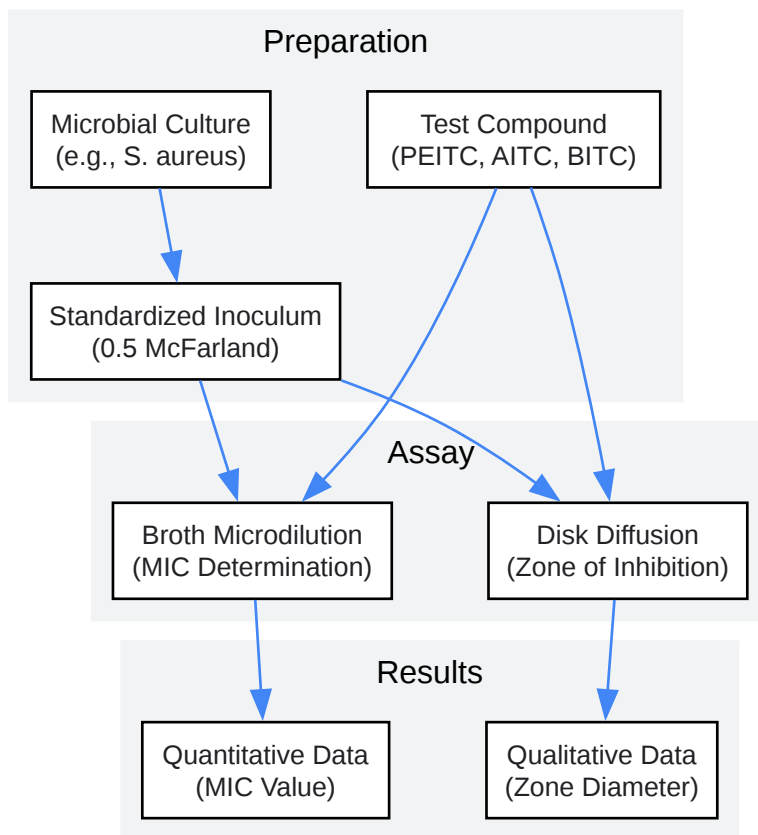 Preparation
Microbial Culture
(e.g., S. aureus)
Test Compound
(PEITC, AITC, BITC)
Standardized Inoculum
(0.5 McFarland)
Assay
Broth Microdilution
(MIC Determination)
Disk Diffusion
(Zone of Inhibition)
Results
Quantitative Data
(MIC Value)
Qualitative Data
(Zone Diameter)